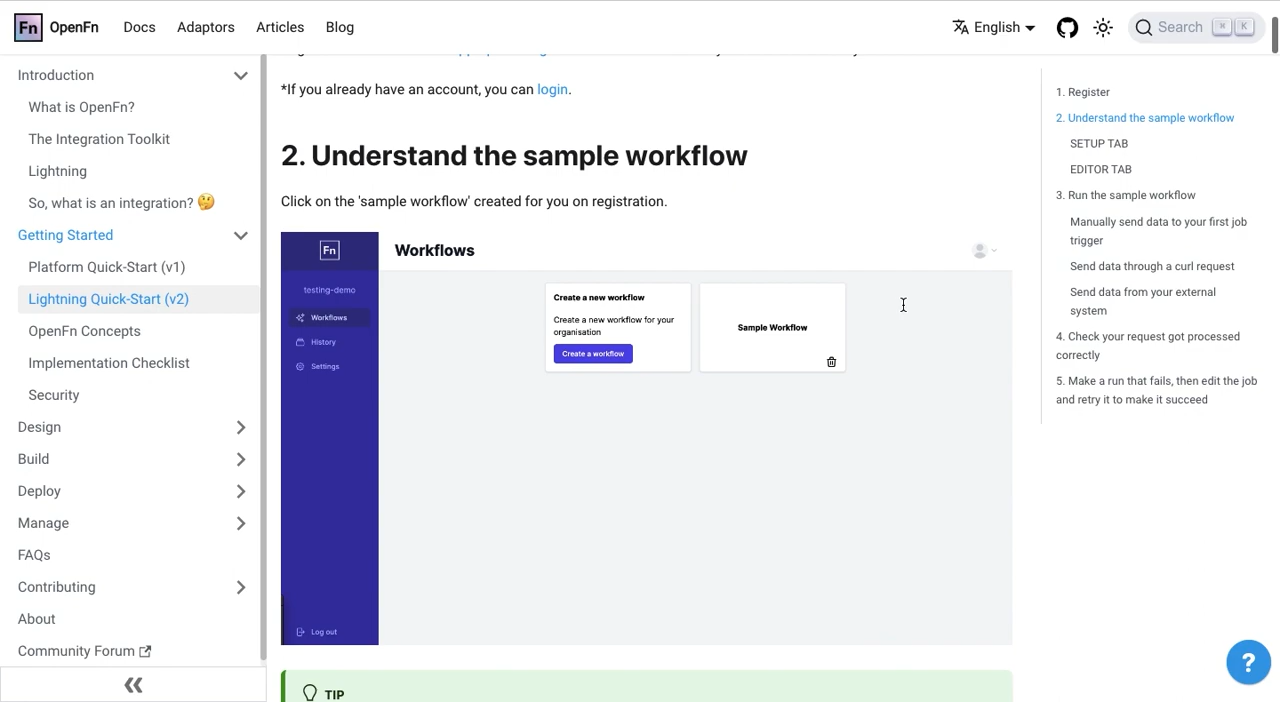 Fn OpenFn Docs Adaptors Articles Blog English Search ⌘ K
Introduction
What is OpenFn?
The Integration Toolkit
Lightning
So, what is an integration? 🤔
Getting Started
Platform Quick-Start (v1)
Lightning Quick-Start (v2)
OpenFn Concepts
Implementation Checklist
Security
Design
Build
Deploy
Manage
FAQs
Contributing
About
Community Forum
*If you already have an account, you can login.
2. Understand the sample workflow
Click on the 'sample workflow' created for you on registration.
Fn
testing-demo
Workflows
History
Settings
Log out
Workflows
Create a new workflow
Create a new workflow for your
organisation
Create a workflow
Sample Workflow
TIP
1. Register
2. Understand the sample workflow
SETUP TAB
EDITOR TAB
3. Run the sample workflow
Manually send data to your first job
trigger
Send data through a curl request
Send data from your external
system
4. Check your request got processed
correctly
5. Make a run that fails, then edit the job
and retry it to make it succeed
?